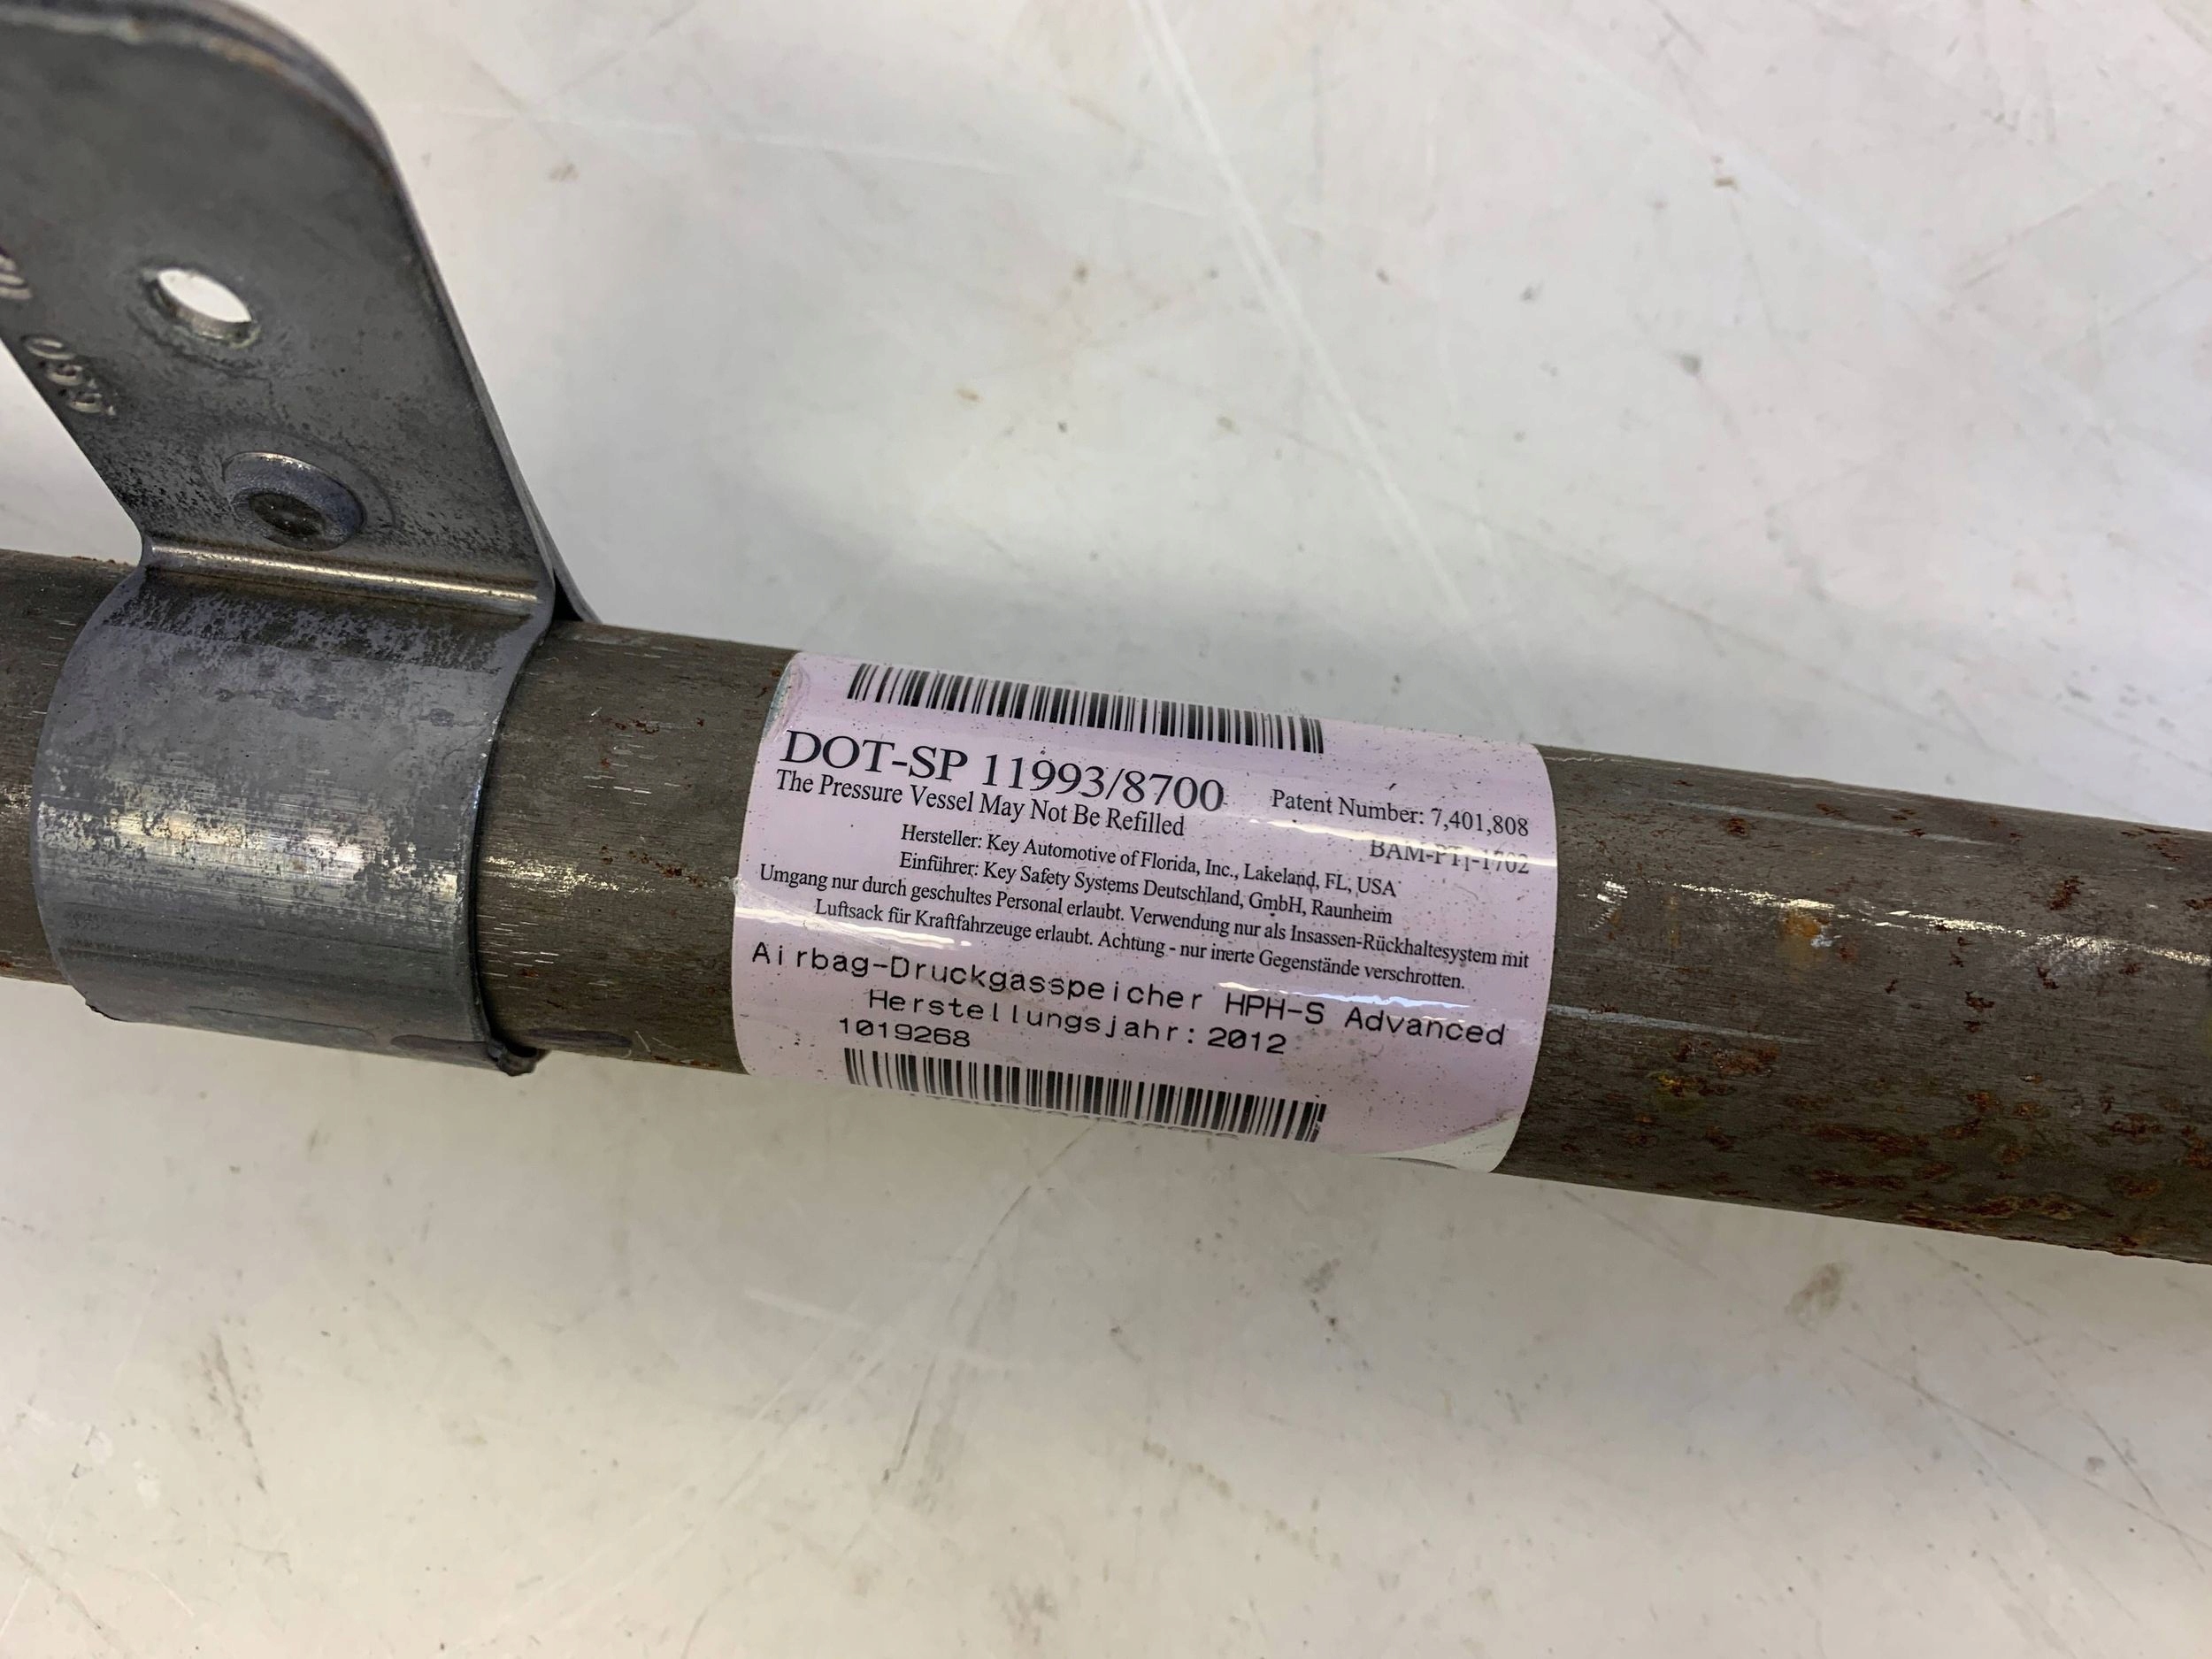 DOT-SP 11993/8700
The Pressure Vessel May Not Be Refilled
Patent Number: 7,401,808
BAM-PT1-1702
Hersteller: Key Automotive of Florida, Inc., Lakeland, FL, USA
Einführer: Key Safety Systems Deutschland, GmbH, Raunheim
Umgang nur durch geschultes Personal erlaubt. Verwendung nur als Insassen-Rückhaltesystem mit
Luftsack für Kraftfahrzeuge erlaubt. Achtung - nur inerte Gegenstände verschrotten.
Airbag-Druckgasspeicher HPH-S Advanced
Herstellungsjahr: 2012
1019268